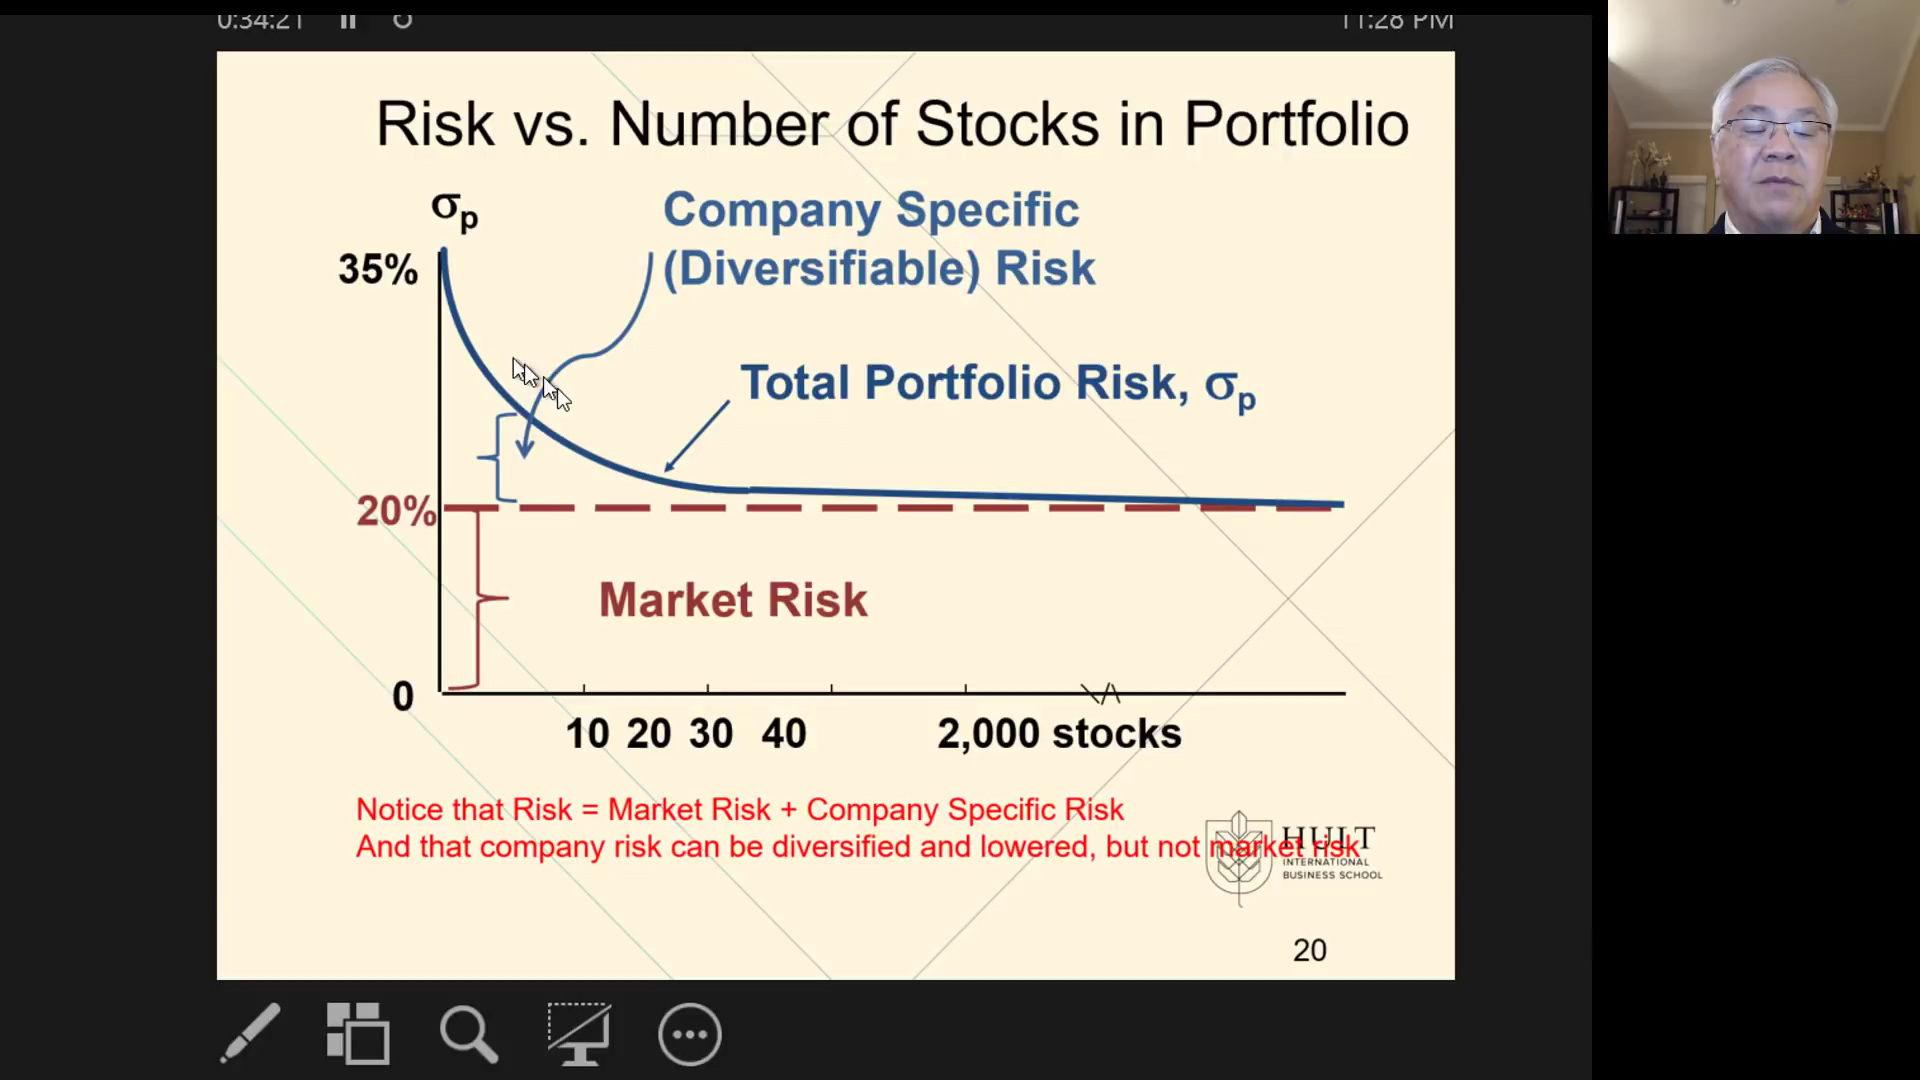 0:34:21
11:28 PM
Risk vs. Number of Stocks in Portfolio
σp
Company Specific
(Diversifiable) Risk
35%
Total Portfolio Risk, σp
20%
Market Risk
0
10 20 30 40 2,000 stocks
Notice that Risk = Market Risk + Company Specific Risk
And that company risk can be diversified and lowered, but not market risk
HULT
INTERNATIONAL
BUSINESS SCHOOL
20